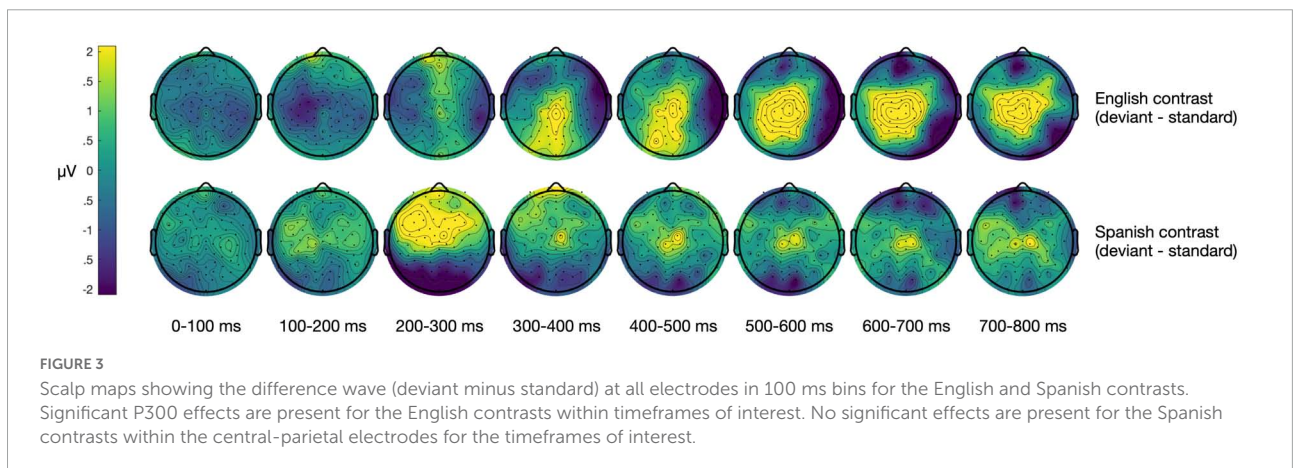 2
.5
1
µV
0
.5
-1
.5
-2
English contrast
(deviant - standard)
Spanish contrast
(deviant - standard)
0-100 ms 100-200 ms 200-300 ms 300-400 ms 400-500 ms 500-600 ms 600-700 ms 700-800 ms
FIGURE 3
Scalp maps showing the difference wave (deviant minus standard) at all electrodes in 100 ms bins for the English and Spanish contrasts.
Significant P300 effects are present for the English contrasts within timeframes of interest. No significant effects are present for the Spanish
contrasts within the central-parietal electrodes for the timeframes of interest.